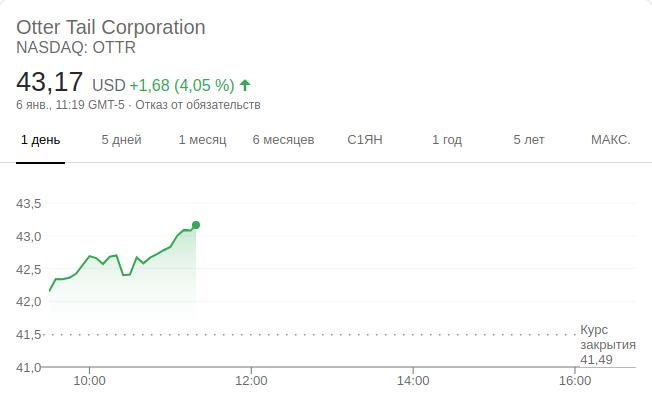 Otter Tail Corporation
NASDAQ: OTTR
43,17 USD +1,68 (4,05 %)
6 янв., 11:19 GMT-5 · Отказ от обязательств
1 день 5 дней 1 месяц 6 месяцев С1ЯН 1 год 5 лет МАКС.
43,5
43,0
42,5
42,0
41,5
Курс
закрытия
41,49
41,0
10:00 12:00 14:00 16:00